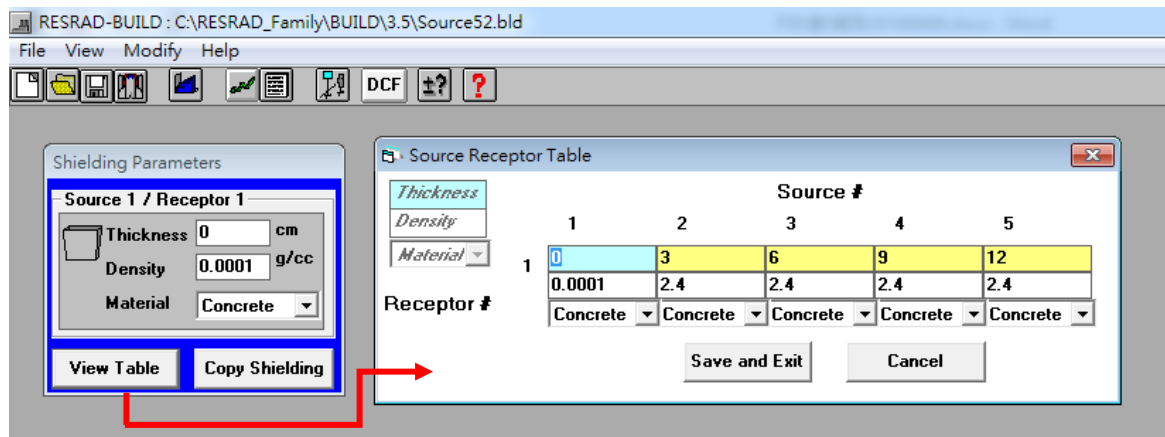 RESRAD-BUILD : C:\RESRAD_Family\BUILD\3.5\Source52.bld
File View Modify Help
DCF ±? ?
Shielding Parameters
Source 1 / Receptor 1
Thickness 0 cm
Density 0.0001 g/cc
Material Concrete
View Table Copy Shielding
Source Receptor Table
Thickness
Density
Material
Source #
1 2 3 4 5
1 0 3 6 9 12
0.0001 2.4 2.4 2.4 2.4
Receptor #
Concrete Concrete Concrete Concrete Concrete
Save and Exit Cancel